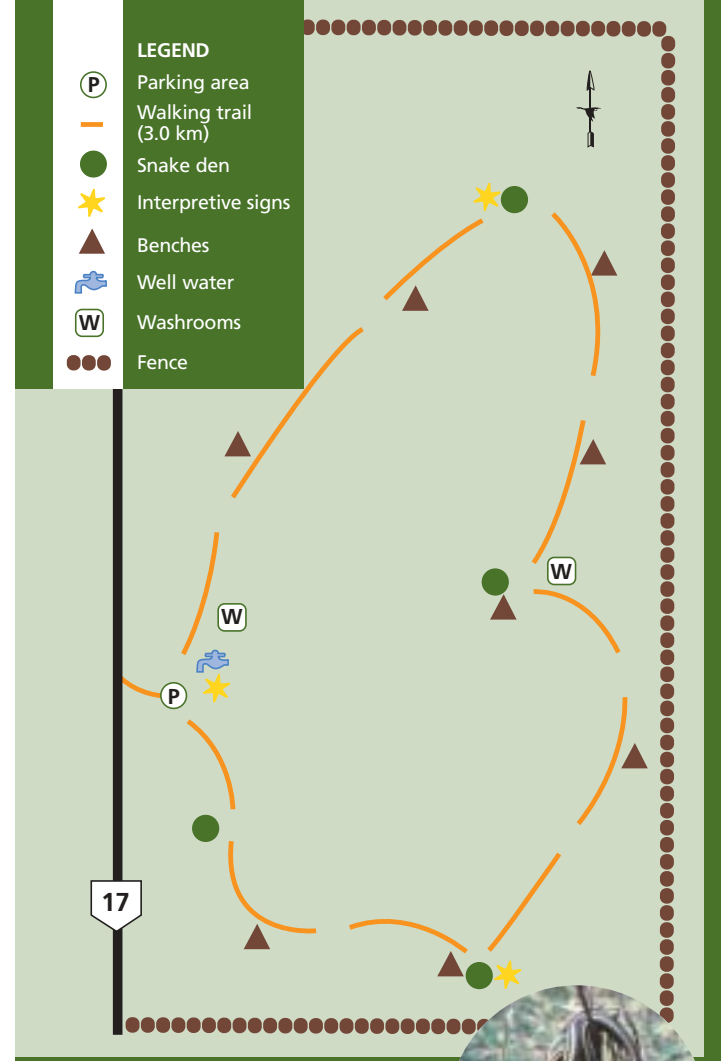 LEGEND
P
Parking area
Walking trail
(3.0 km)
Snake den
Interpretive signs
Benches
Well water
W
Washrooms
Fence
W
W
P
17